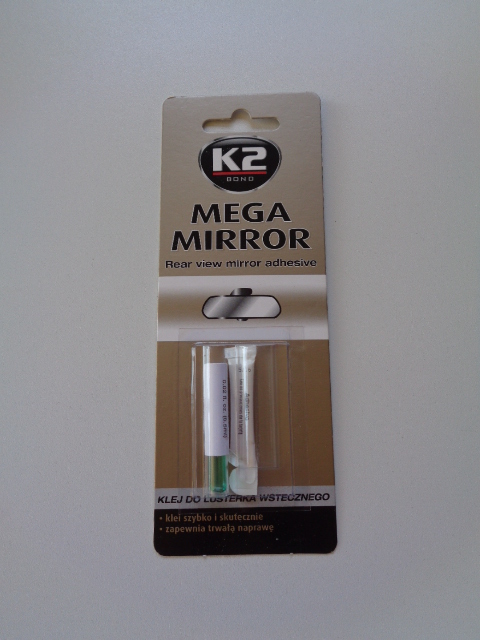 K2
BOND
MEGA
MIRROR
Rear view mirror adhesive
KLEJ DO LUSTERKA WSTECZNEGO
• klei szybko i skutecznie
• zapewnia trwałą naprawę